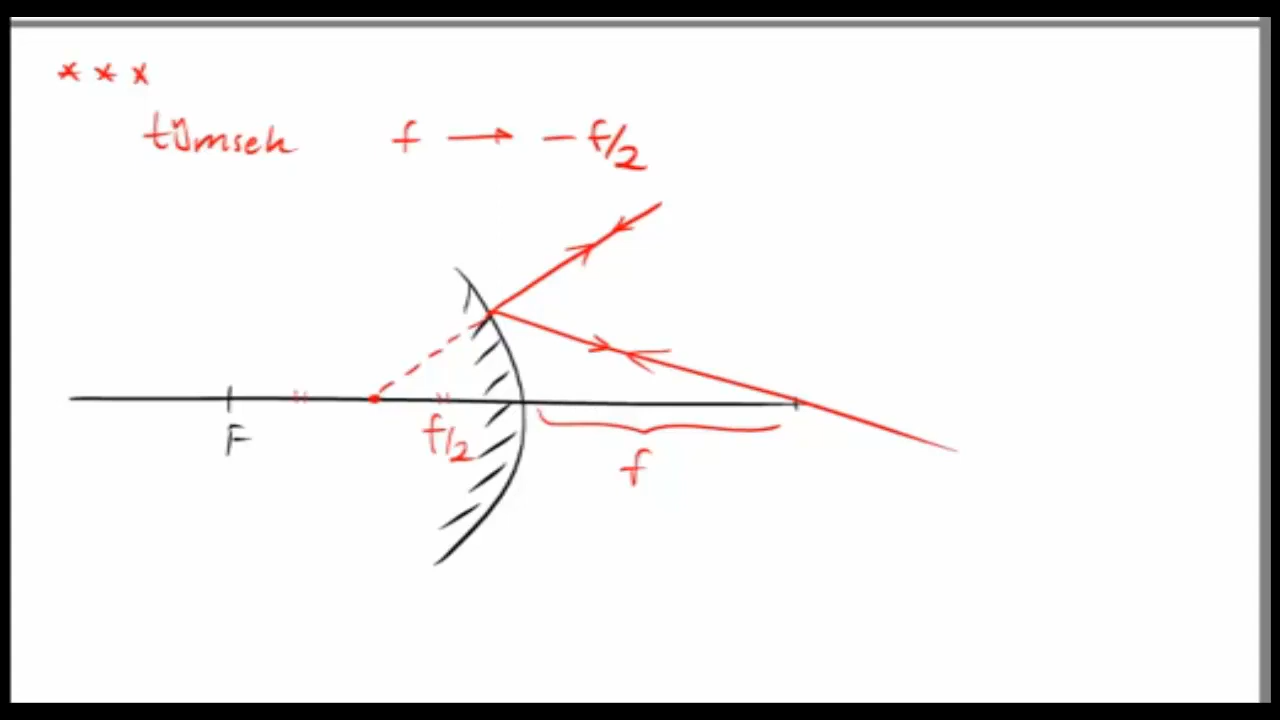 * * *
tümsek f → -f/2
F f/2 f